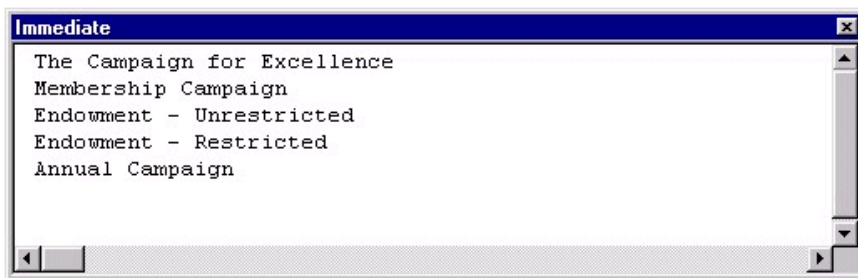 Immediate
The Campaign for Excellence
Membership Campaign
Endowment - Unrestricted
Endowment - Restricted
Annual Campaign